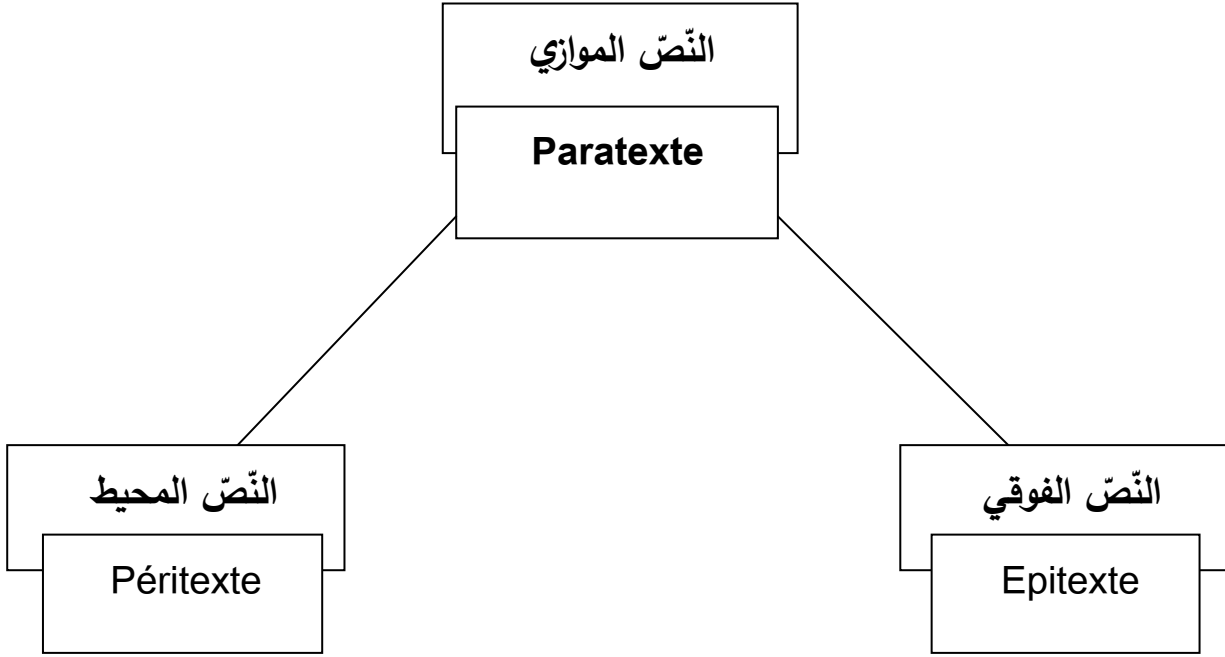 النّصّ الموازي
Paratexte
النّصّ المحيط
Péritexte
النّصّ الفوقي
Epitexte